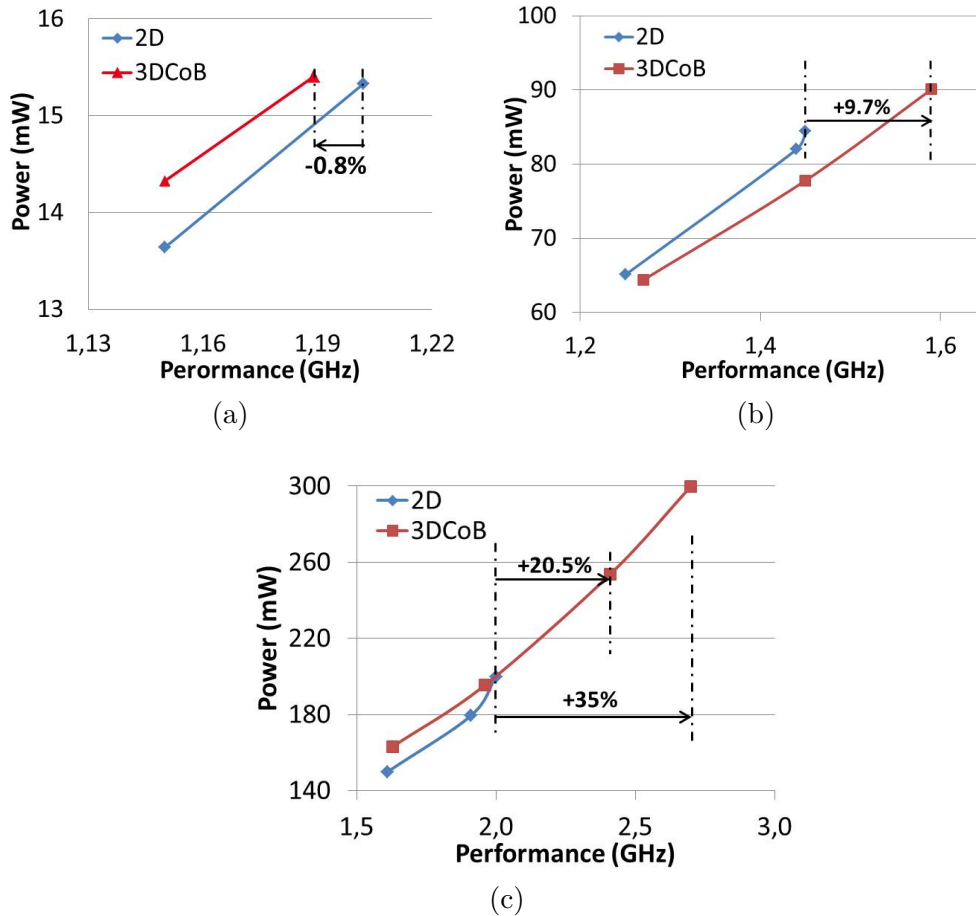 16
15
14
13
Power (mW)
2D
3DCoB
-0.8%
1,13 1,16 1,19 1,22
Perormance (GHz)
(a)
100
90
80
70
60
Power (mW)
2D
3DCoB
+9.7%
1,2 1,4 1,6
Performance (GHz)
(b)
300
260
220
180
140
Power (mW)
2D
3DCoB
+20.5%
+35%
1,5 2,0 2,5 3,0
Performance (GHz)
(c)